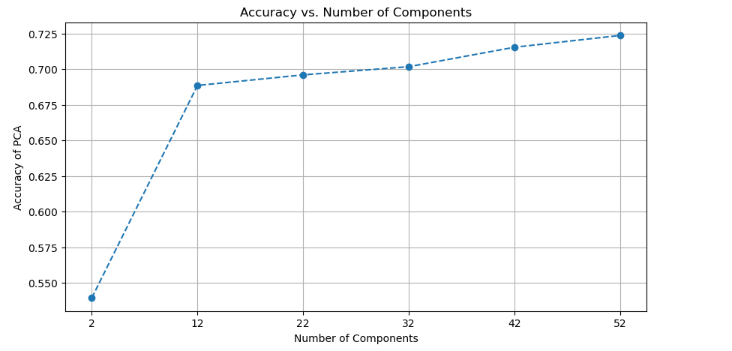 Accuracy vs. Number of Components
Accuracy of PCA
0.725
0.700
0.675
0.650
0.625
0.600
0.575
0.550
2 12 22 32 42 52
Number of Components